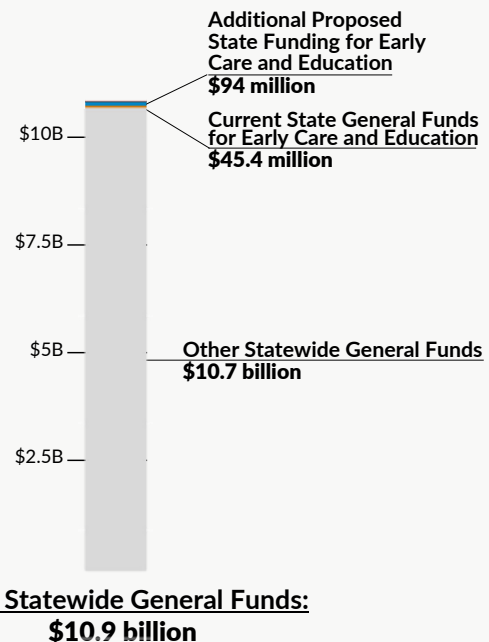 Additional Proposed
State Funding for Early
Care and Education
$94 million
Current State General Funds
for Early Care and Education
$45.4 million
$10B
$7.5B
$5B
Other Statewide General Funds
$10.7 billion
$2.5B
Statewide General Funds:
$10.9 billion